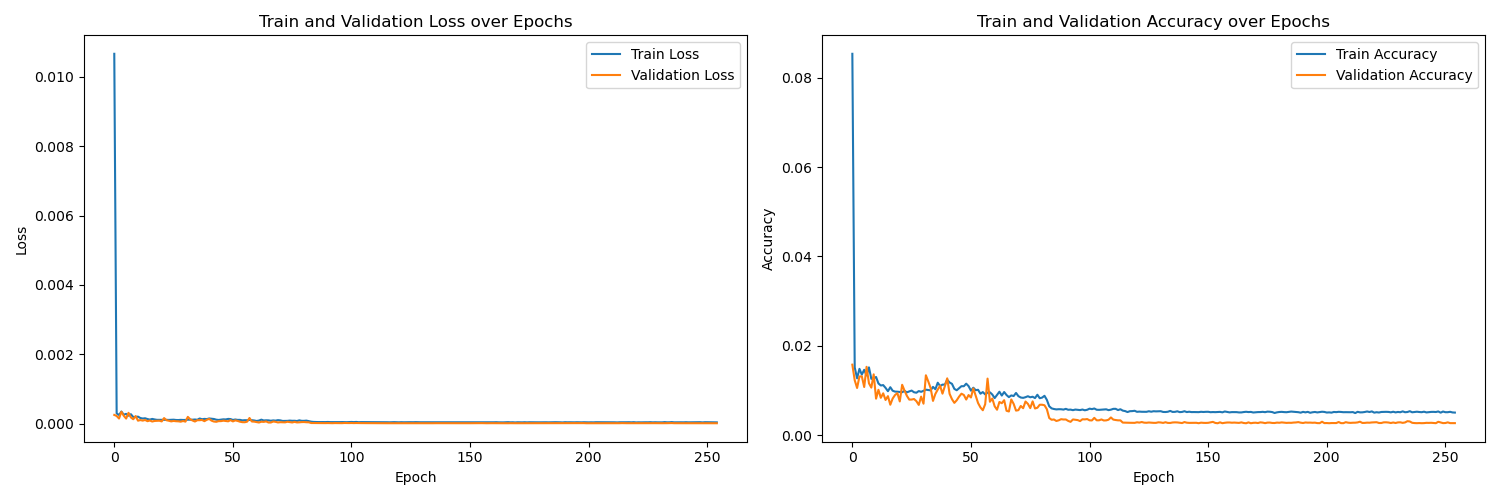 Train and Validation Loss over Epochs
Train Loss
Validation Loss
0.010
0.008
0.006
0.004
0.002
0.000
Loss
0
50
100
150
200
250
Epoch
Train and Validation Accuracy over Epochs
Train Accuracy
Validation Accuracy
0.08
0.06
0.04
0.02
0.00
Accuracy
0
50
100
150
200
250
Epoch